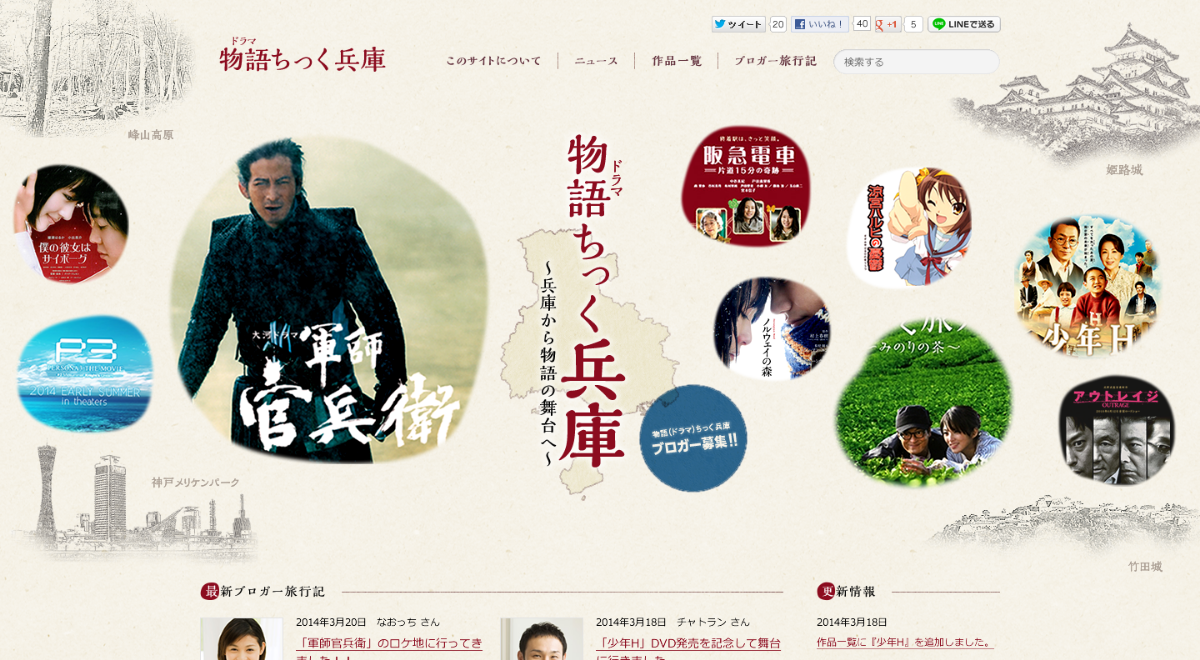 ツイート
20
いいね！
40
+1
5
LINEで送る
ドラマ
物語ちっく兵庫
このサイトについて
ニュース
作品一覧
ブロガー旅行記
検索する
峰山高原
姫路城
僕の彼女は
サイボーグ
P3
PERSONA3 THE MOVIE
2014 EARLY SUMMER
in theaters
大河ドラマ
軍師
官兵衛
物語ちっく兵庫
ドラマ
～兵庫から物語の舞台へ～
物語（ドラマ）ちっく兵庫
ブロガー募集!!
終着駅は、きっと笑顔。
阪急電車
片道15分の奇跡
涼宮ハルヒの憂鬱
ノルウェイの森
～みのりの茶～
少年H
アウトレイジ
OUTRAGE
神戸メリケンパーク
竹田城
最新ブロガー旅行記
更新情報
2014年3月20日　なおっち さん
「軍師官兵衛」のロケ地に行ってき
ました！！
2014年3月18日　チャトラン さん
「少年H」DVD発売を記念して舞台
に行きました
2014年3月18日
作品一覧に『少年H』を追加しました。